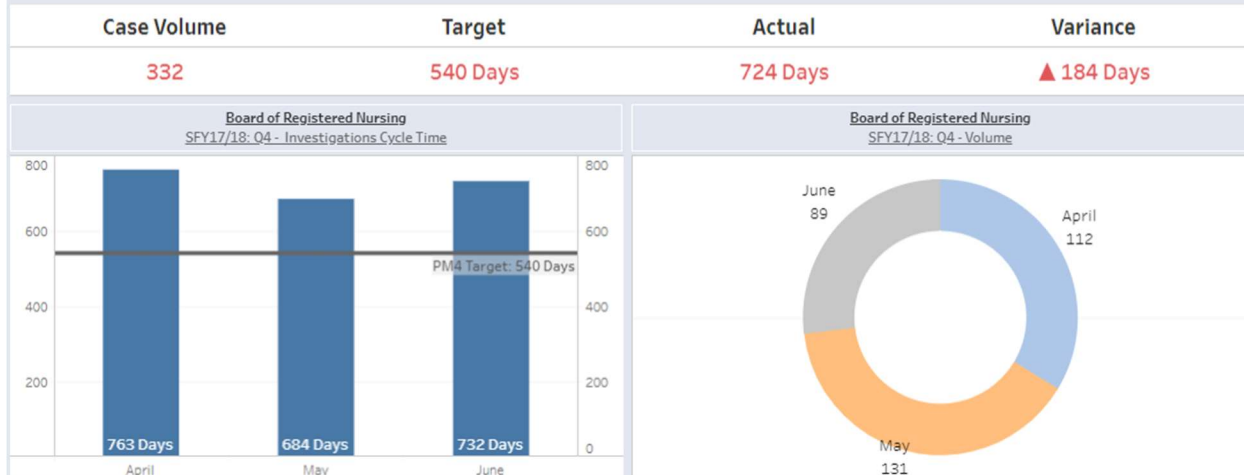 Case Volume Target Actual Variance
332 540 Days 724 Days ▲ 184 Days
Board of Registered Nursing
SFY17/18: Q4 - Investigations Cycle Time
800 800
600 600
PM4 Target: 540 Days
400 400
200 200
763 Days 684 Days 732 Days 0
April May June
Board of Registered Nursing
SFY17/18: Q4 - Volume
June
89
April
112
May
131